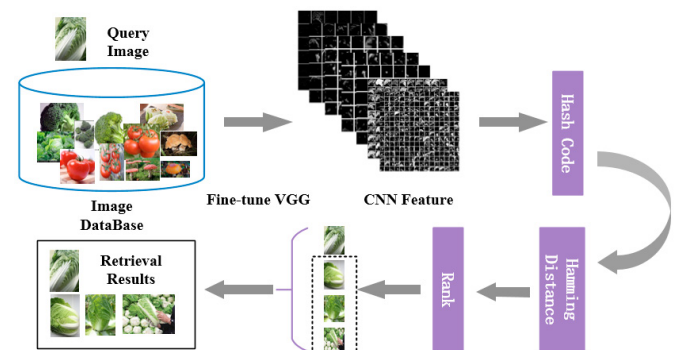 Query
Image
Image
DataBase
Fine-tune VGG
CNN Feature
Hash Code
Hamming
Distance
Rank
Retrieval
Results